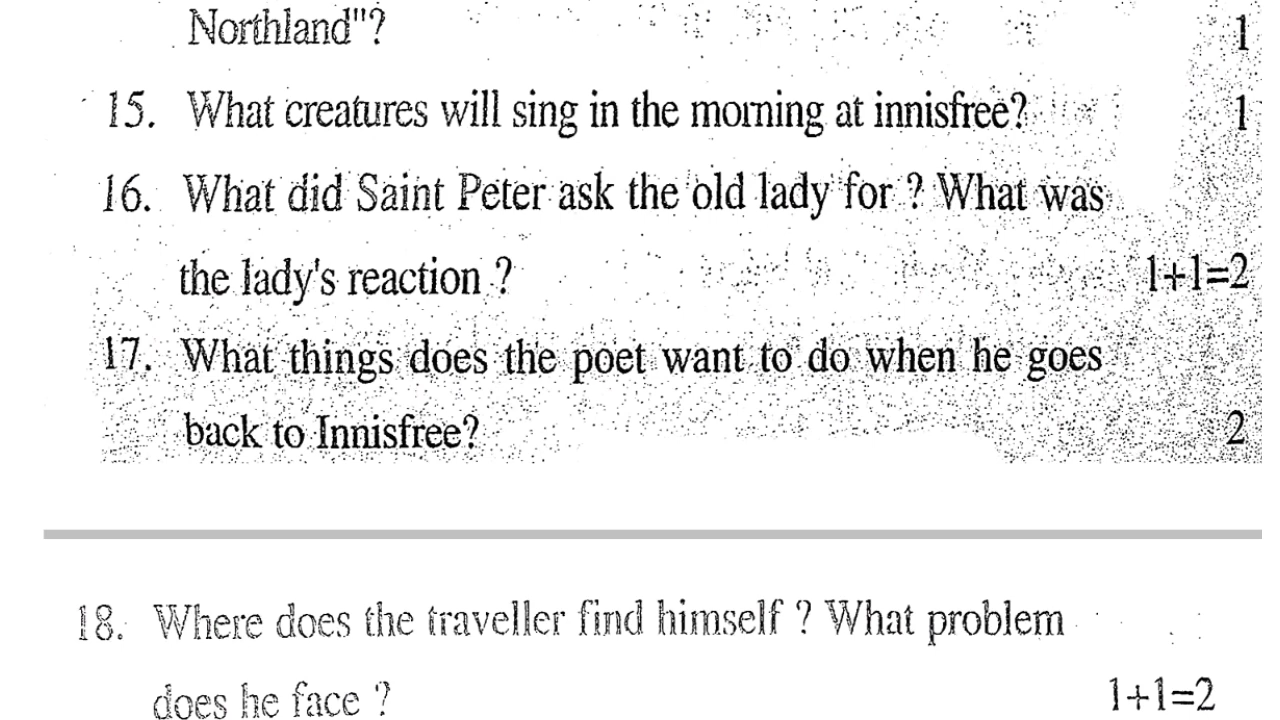 Northland"? 1
15. What creatures will sing in the morning at innisfree? 1
16. What did Saint Peter ask the old lady for ? What was
the lady's reaction ? 1+1=2
17. What things does the poet want to do when he goes
back to Innisfree? 2
18. Where does the traveller find himself ? What problem
does he face ? 1+1=2